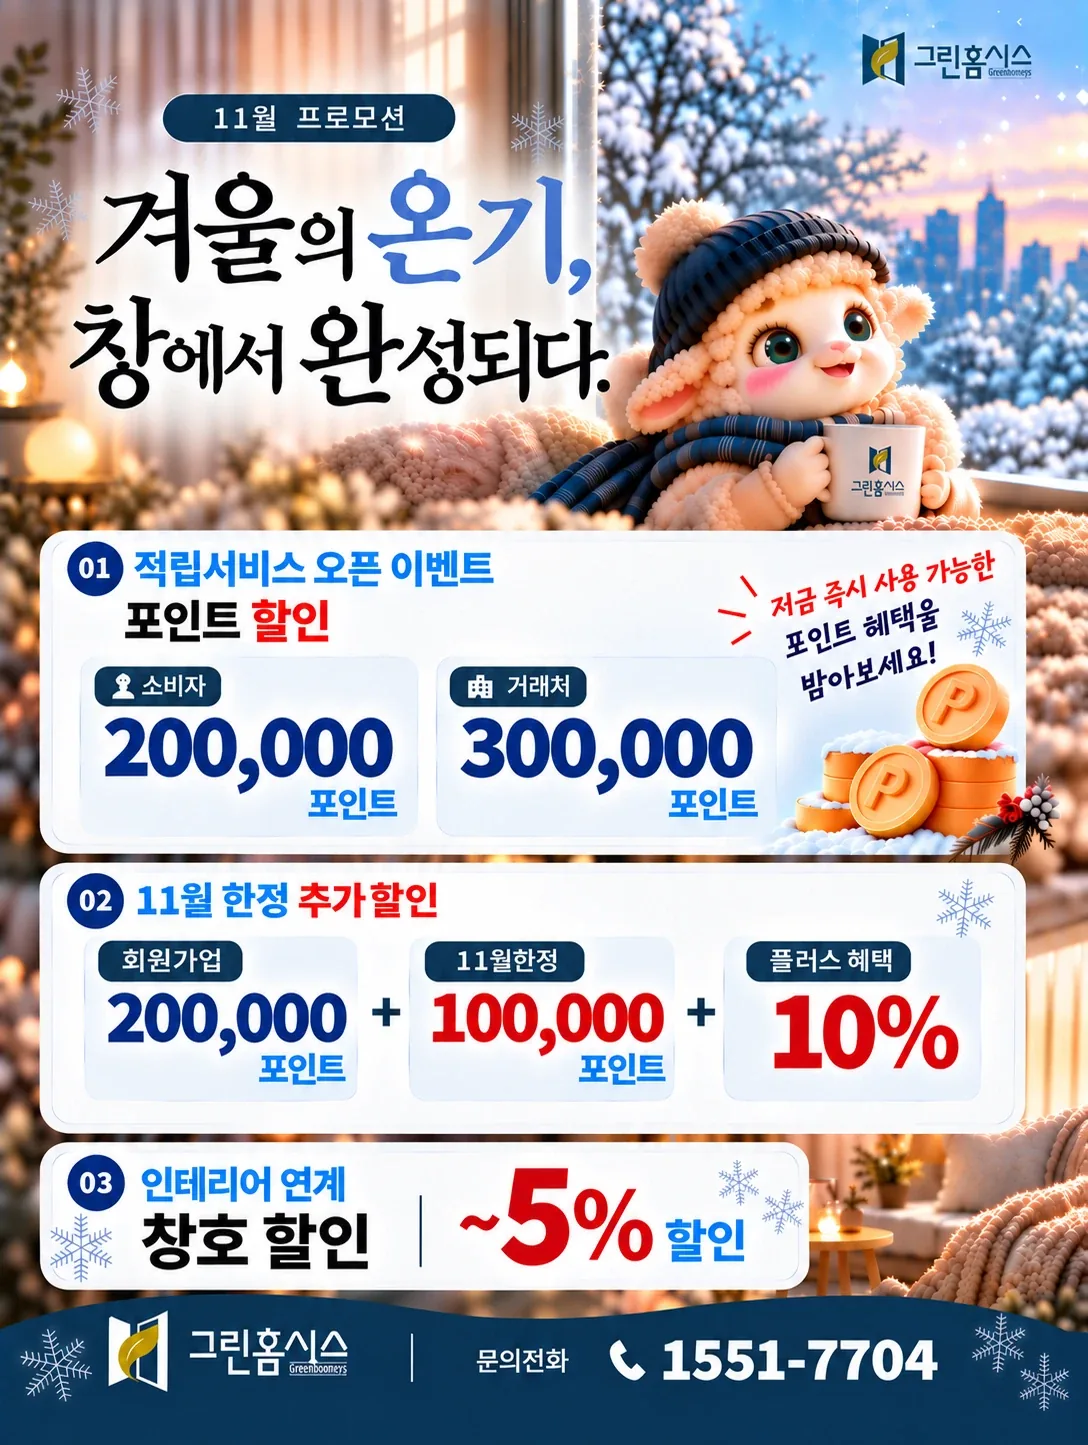 그린홈시스
Greenhomeys
11월 프로모션
겨울의 온기,
창에서 완성되다.
그린홈시스
01 적립서비스 오픈 이벤트
포인트 할인
저금 즉시 사용 가능한
포인트 혜택울
밤아보세요!
소비자
200,000
포인트
거래처
300,000
포인트
02 11월 한정 추가 할인
회원가업
200,000
포인트
+
11월한정
100,000
포인트
+
플러스 혜택
10%
03 인테리어 연계
창호 할인
~5% 할인
그린홈시스
Greenbooneys
문의전화
1551-7704